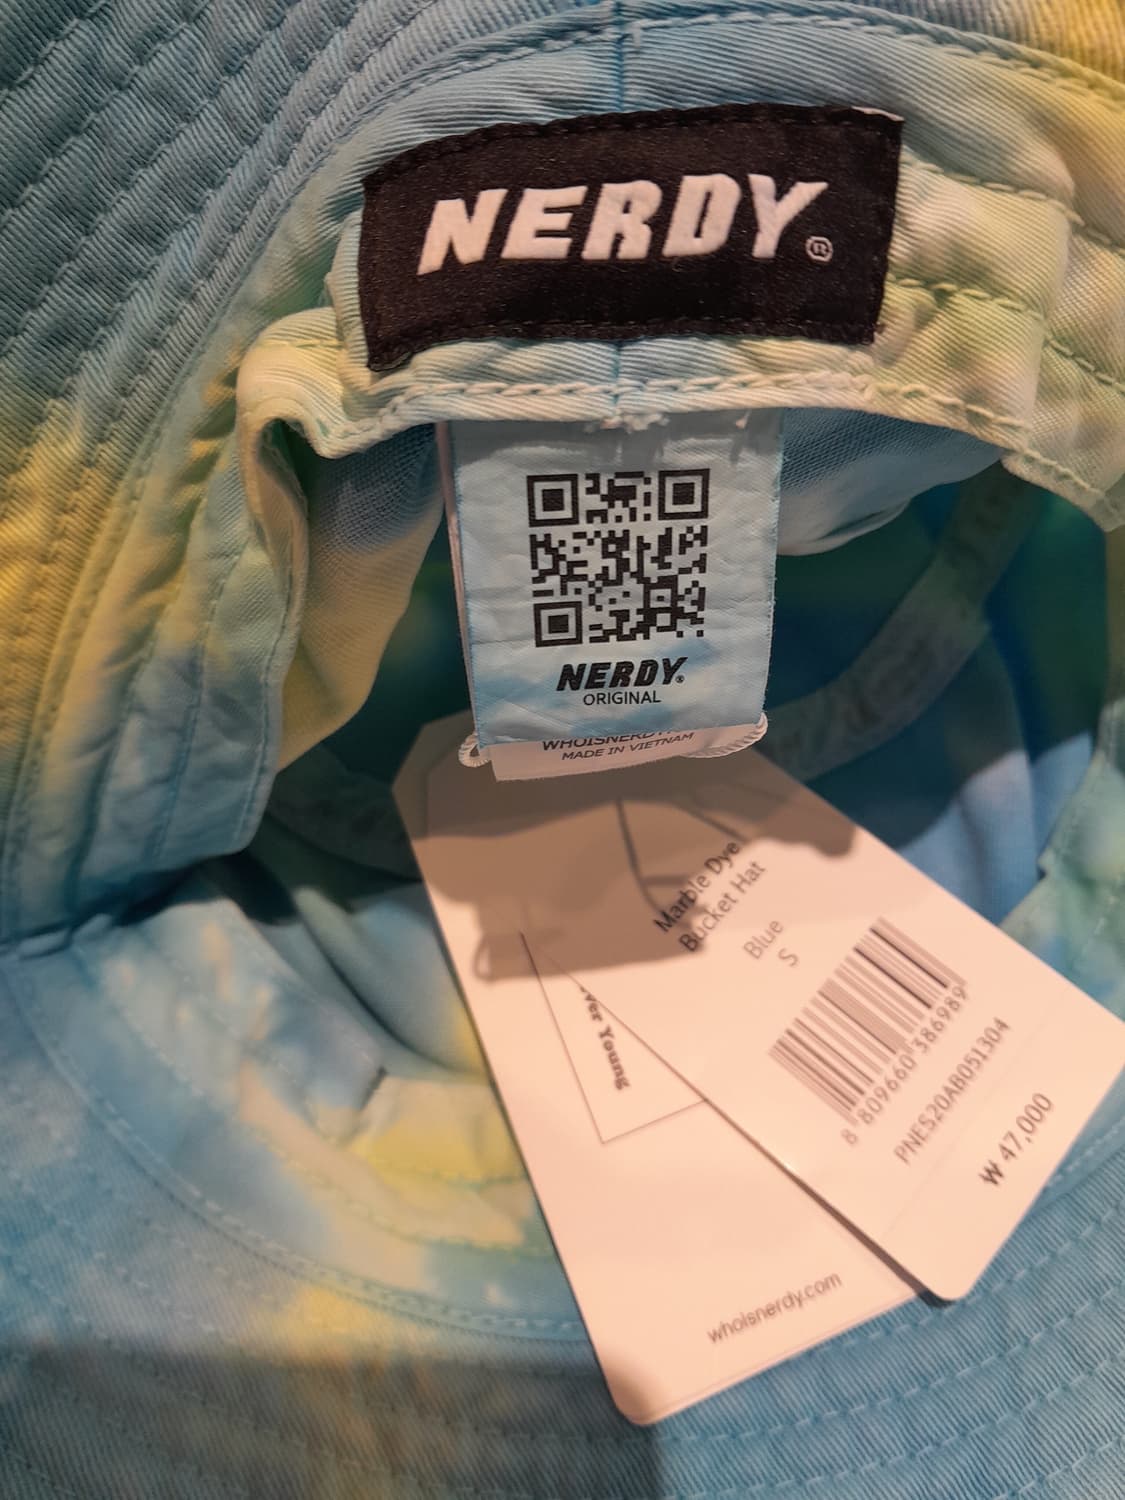 NERDY®
NERDY®
ORIGINAL
MADE IN VIETNAM
Marble Dye
Bucket Hat
Blue
S
8 809660 386989
PNES20AB051304
₩ 47,000
Young
whoisnerdy.com